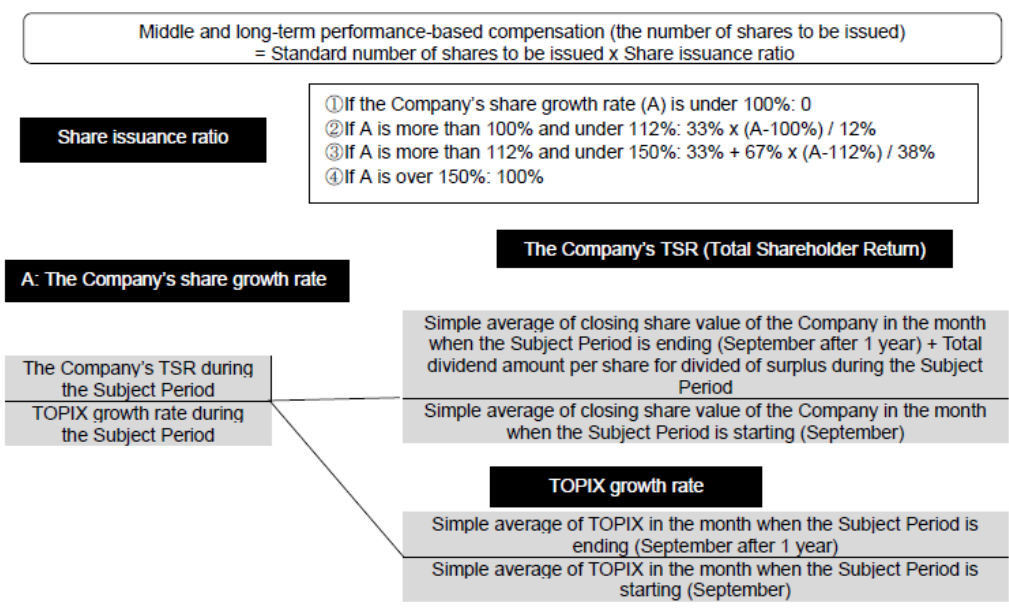 Middle and long-term performance-based compensation (the number of shares to be issued)
= Standard number of shares to be issued x Share issuance ratio
Share issuance ratio
①If the Company's share growth rate (A) is under 100%: 0
②If A is more than 100% and under 112%: 33% x (A-100%) / 12%
③If A is more than 112% and under 150%: 33% + 67% x (A-112%) / 38%
④If A is over 150%: 100%
The Company's TSR (Total Shareholder Return)
A: The Company's share growth rate
Simple average of closing share value of the Company in the month
when the Subject Period is ending (September after 1 year) + Total
dividend amount per share for divided of surplus during the Subject
Period
Simple average of closing share value of the Company in the month
when the Subject Period is starting (September)
The Company's TSR during
the Subject Period
TOPIX growth rate during
the Subject Period
TOPIX growth rate
Simple average of TOPIX in the month when the Subject Period is
ending (September after 1 year)
Simple average of TOPIX in the month when the Subject Period is
starting (September)